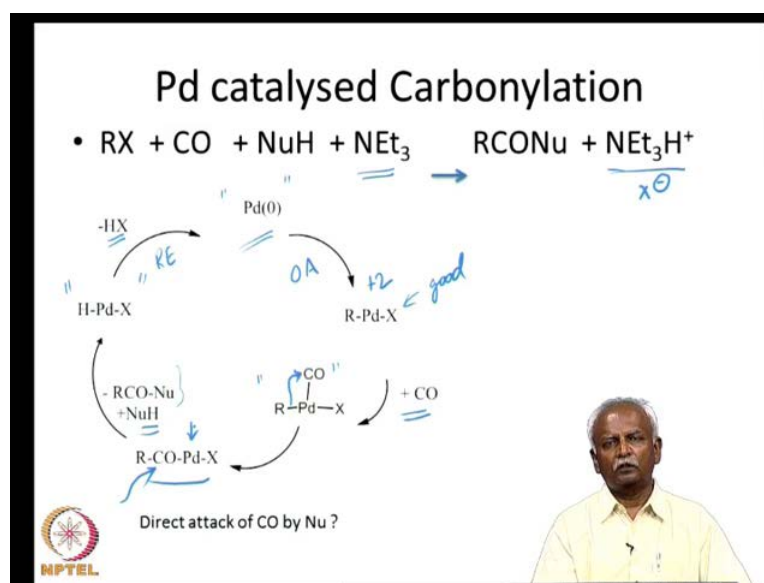 Pd catalysed Carbonylation
• RX + CO + NuH + NEt₃ → RCONu + NEt₃H⁺
x⊖
" Pd(0) "
-HX
" RE
OA
+2
good
" H-Pd-X
R-Pd-X
- RCO-Nu
+NuH
" CO "
R-Pd-X
+ CO
R-CO-Pd-X
Direct attack of CO by Nu ?
NPTEL